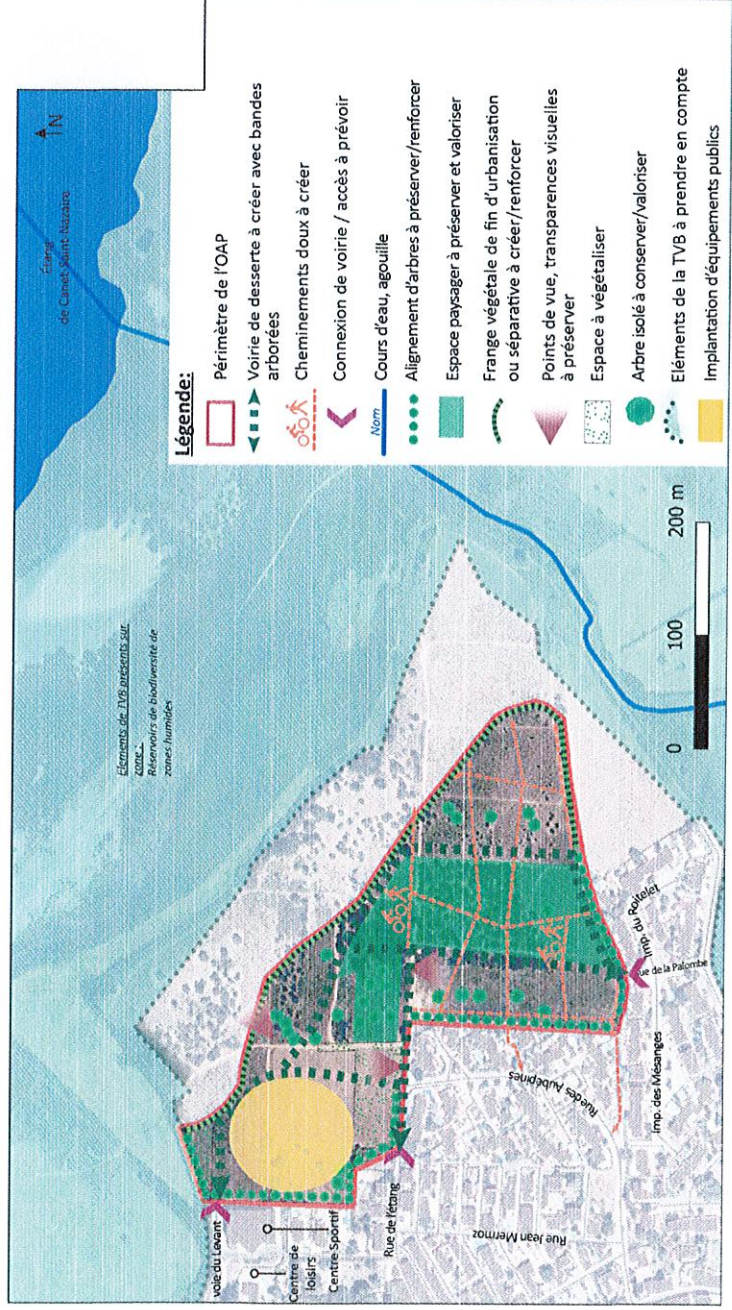 N
Étang
de Canet Saint-Nazaire
Légende:
Périmètre de l'OAP
Voirie de desserte à créer avec bandes
arborées
Cheminements doux à créer
Connexion de voirie / accès à prévoir
Nom
Cours d'eau, agouille
Alignement d'arbres à préserver/renforcer
Espace paysager à préserver et valoriser
Frange végétale de fin d'urbanisation
ou séparative à créer/renforcer
Points de vue, transparences visuelles
à préserver
Espace à végétaliser
Arbre isolé à conserver/valoriser
Eléments de la TVB à prendre en compte
Implantation d'équipements publics
Elements de TVB présents sur
zone :
Réservoirs de biodiversité de
zones humides
0 100 200 m
voie du Levant
Centre de
loisirs
Centre Sportif
Rue de l'étang
Rue Jean Mermoz
Rue des Aubépines
Imp. des Mésanges
Rue de la Palombe
Imp. du Roitelet